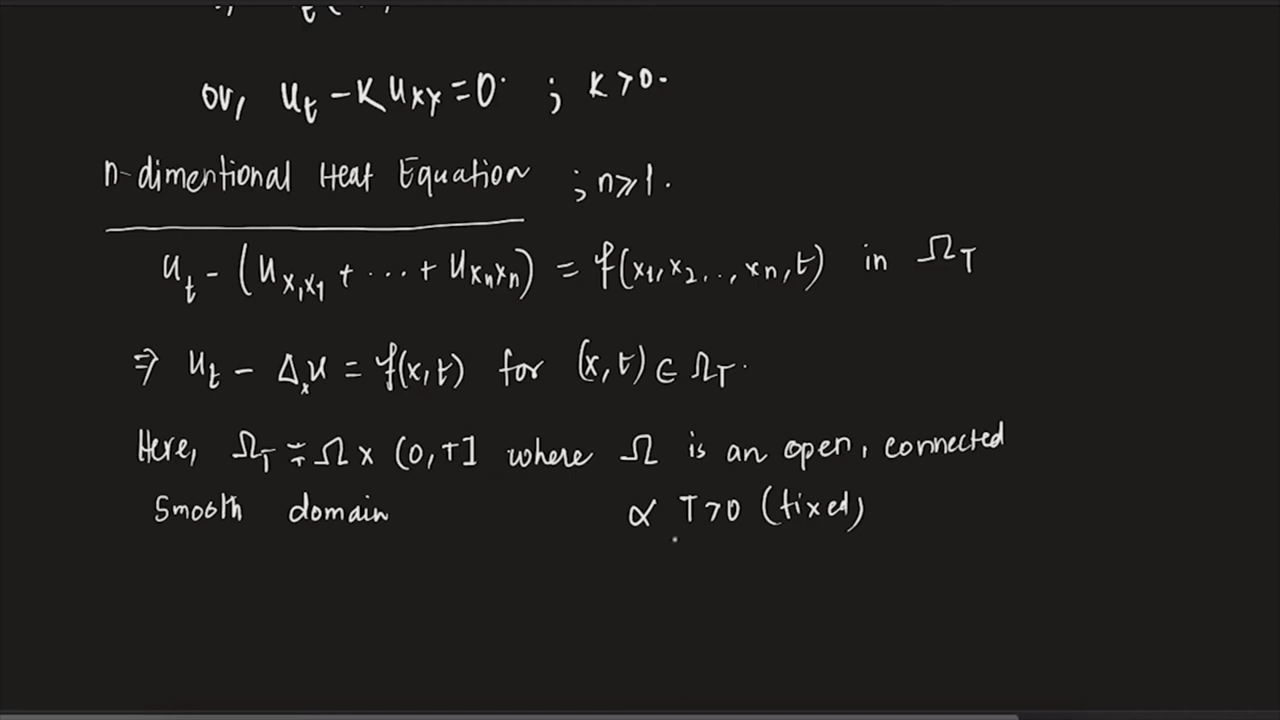 or, u_t - K u_xx = 0 ; K > 0.
n-dimentional Heat Equation ; n ≥ 1.
u_t - (u_x₁x₁ + ... + u_xₙxₙ) = f(x₁, x₂, .., xₙ, t) in Ω_T
⇒ u_t - Δₓu = f(x, t) for (x, t) ∈ Ω_T.
Here, Ω_T := Ω × (0, T] where Ω is an open, connected
smooth domain & T > 0 (fixed)